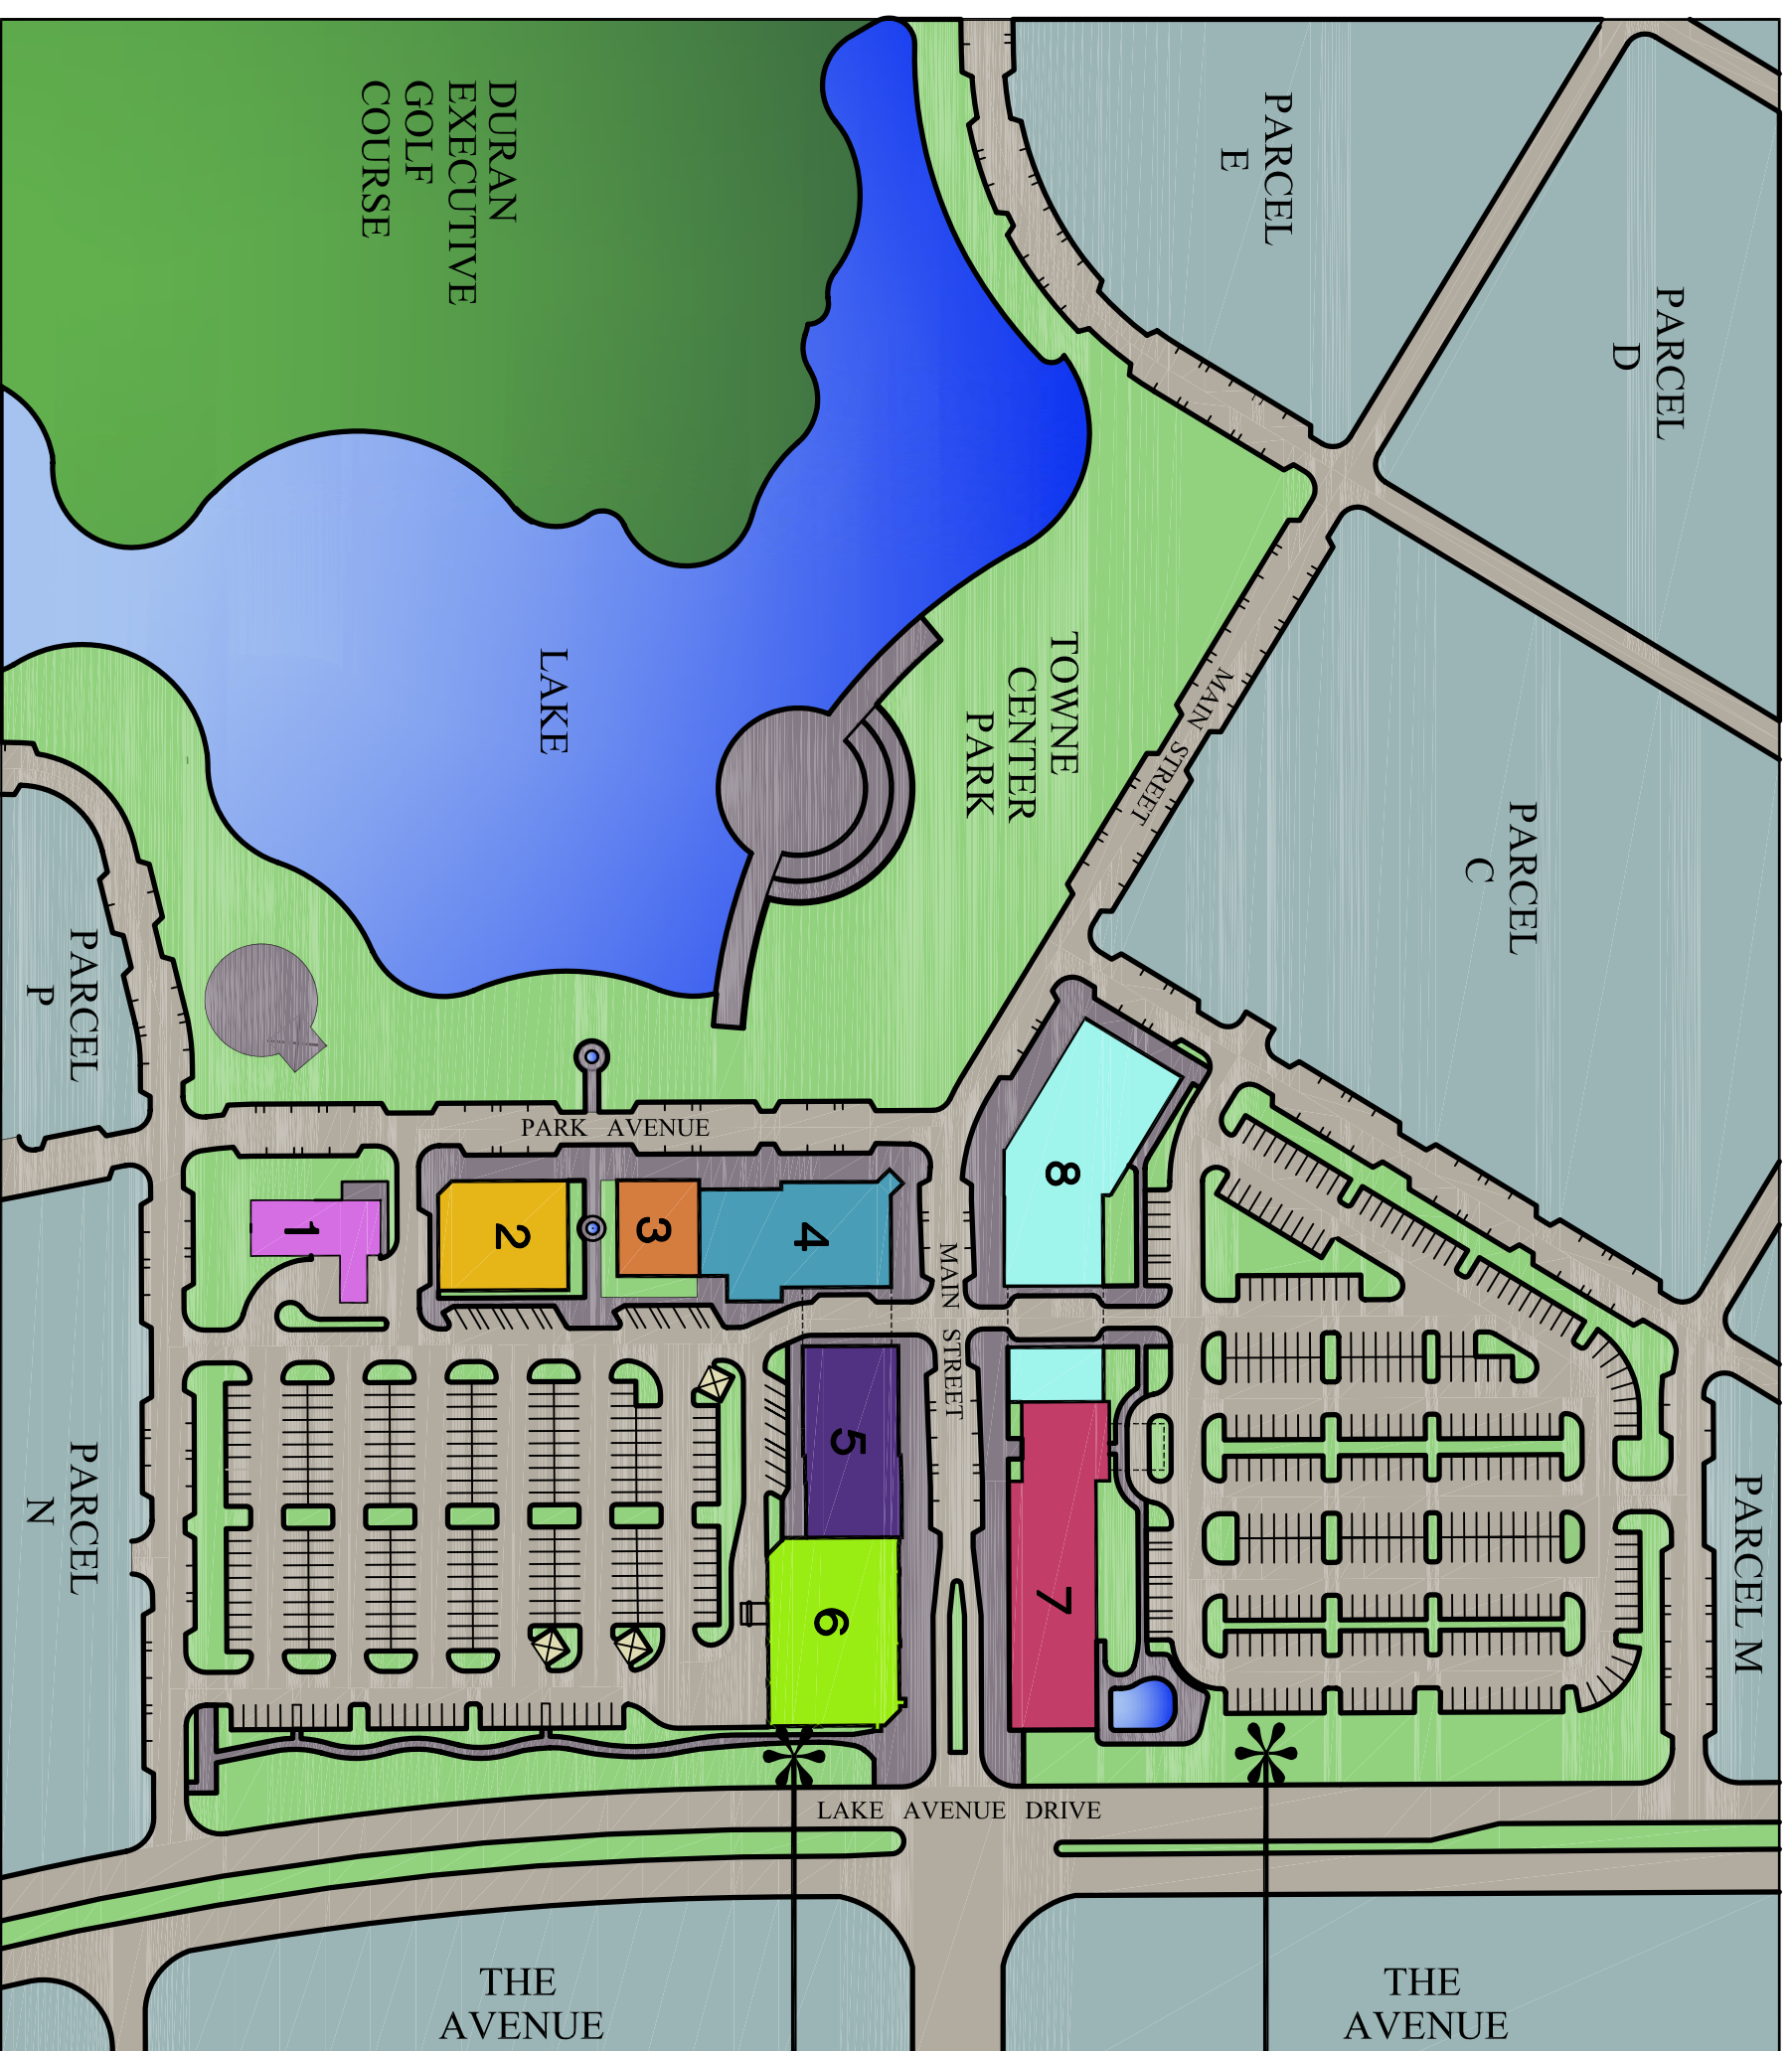 DURAN
EXECUTIVE
GOLF
COURSE
PARCEL
E
PARCEL
D
LAKE
TOWNE
CENTER
PARK
MAIN STREET
PARCEL
C
PARCEL
P
PARK AVENUE
1
2
3
4
8
MAIN STREET
5
6
7
PARCEL
N
PARCEL M
LAKE AVENUE DRIVE
THE
AVENUE
THE
AVENUE